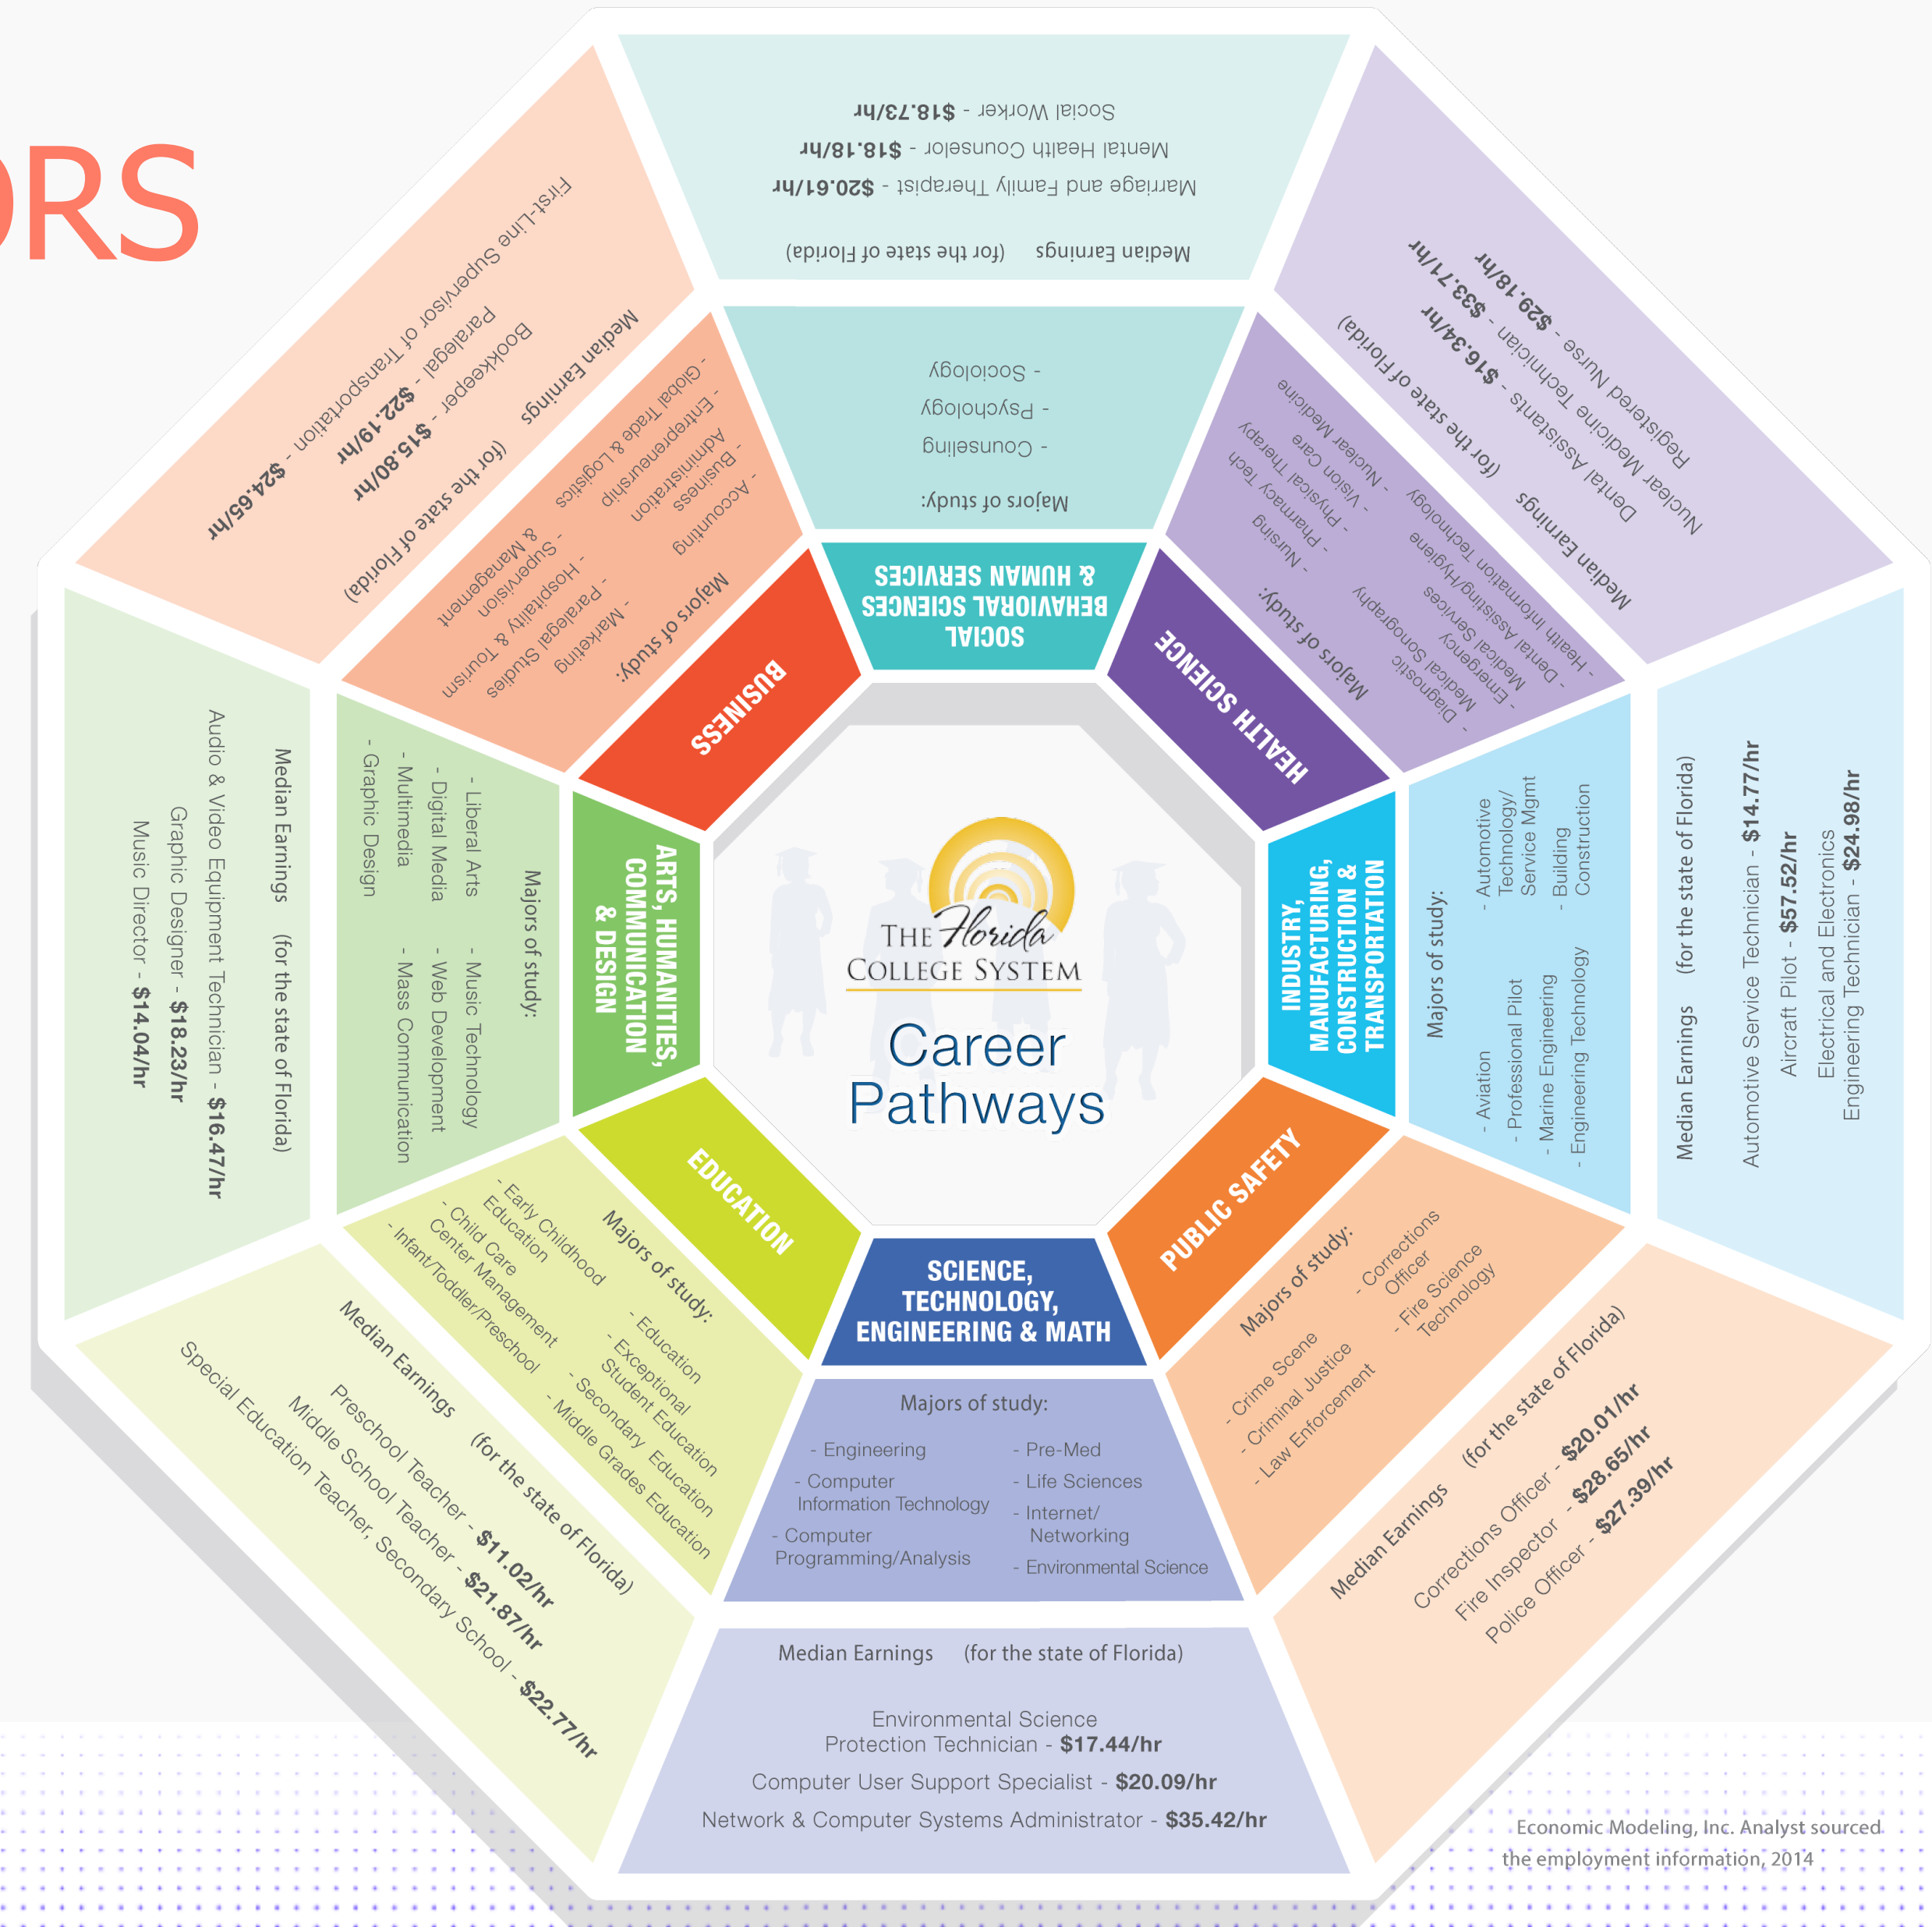 ORS
THE Florida
COLLEGE SYSTEM
Career
Pathways
SOCIAL
BEHAVIORAL SCIENCES
& HUMAN SERVICES
Majors of study:
- Counseling
- Psychology
- Sociology
Median Earnings (for the state of Florida)
Marriage and Family Therapist - $20.61/hr
Mental Health Counselor - $18.18/hr
Social Worker - $18.73/hr
HEALTH SCIENCE
Majors of study:
- Nursing
- Pharmacy Tech
- Physical Therapy
- Vision Care
- Nuclear Medicine
- Diagnostic
Medical Sonography
- Emergency
Medical Services
- Dental Assisting/Hygiene
- Health Information Technology
Median Earnings (for the state of Florida)
Dental Assistants - $16.34/hr
Nuclear Medicine Technician - $33.71/hr
Registered Nurse - $29.18/hr
INDUSTRY,
MANUFACTURING,
CONSTRUCTION &
TRANSPORTATION
Majors of study:
- Aviation
- Professional Pilot
- Marine Engineering
- Engineering Technology
- Automotive
Technology/
Service Mgmt
- Building
Construction
Median Earnings (for the state of Florida)
Automotive Service Technician - $14.77/hr
Aircraft Pilot - $57.52/hr
Electrical and Electronics
Engineering Technician - $24.98/hr
PUBLIC SAFETY
Majors of study:
- Crime Scene
- Criminal Justice
- Law Enforcement
- Corrections
Officer
- Fire Science
Technology
Median Earnings (for the state of Florida)
Corrections Officer - $20.01/hr
Fire Inspector - $28.65/hr
Police Officer - $27.39/hr
SCIENCE,
TECHNOLOGY,
ENGINEERING & MATH
Majors of study:
- Engineering
- Computer
Information Technology
- Computer
Programming/Analysis
- Pre-Med
- Life Sciences
- Internet/
Networking
- Environmental Science
Median Earnings (for the state of Florida)
Environmental Science
Protection Technician - $17.44/hr
Computer User Support Specialist - $20.09/hr
Network & Computer Systems Administrator - $35.42/hr
EDUCATION
Majors of study:
- Early Childhood
Education
- Child Care
Center Management
- Infant/Toddler/Preschool
- Education
- Exceptional
Student Education
- Secondary Education
- Middle Grades Education
Median Earnings (for the state of Florida)
Preschool Teacher - $11.02/hr
Middle School Teacher - $21.87/hr
Special Education Teacher, Secondary School - $22.77/hr
ARTS, HUMANITIES,
COMMUNICATION
& DESIGN
Majors of study:
- Liberal Arts
- Digital Media
- Multimedia
- Graphic Design
- Music Technology
- Web Development
- Mass Communication
Median Earnings (for the state of Florida)
Audio & Video Equipment Technician - $16.47/hr
Graphic Designer - $18.23/hr
Music Director - $14.04/hr
BUSINESS
Majors of study:
- Accounting
- Business
Administration
- Entrepreneurship
- Global Trade & Logistics
- Marketing
- Paralegal Studies
- Hospitality & Tourism
- Supervision
& Management
Median Earnings (for the state of Florida)
Bookkeeper - $15.80/hr
Paralegal - $22.19/hr
First-Line Supervisor of Transportation - $24.65/hr
Economic Modeling, Inc. Analyst sourced
the employment information, 2014